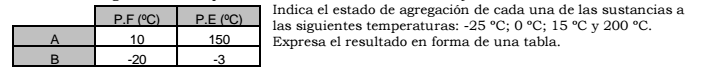 P.F (ºC) P.E (ºC)
A 10 150
B -20 -3
Indica el estado de agregación de cada una de las sustancias a
las siguientes temperaturas: -25 ºC; 0 ºC; 15 ºC y 200 ºC.
Expresa el resultado en forma de una tabla.